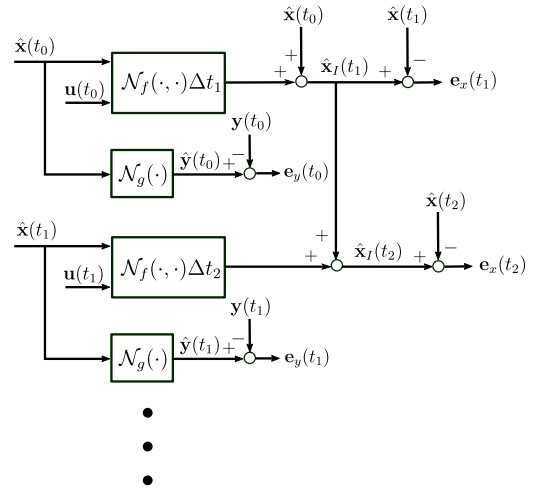 x̂(t₀) x̂(t₁)
x̂(t₀)
+ x̂_I(t₁) −
𝒩_f(·,·)Δt₁ + + e_x(t₁)
u(t₀)
y(t₀)
𝒩_g(·) ŷ(t₀) + − e_y(t₀)
x̂(t₂)
x̂(t₁) +
𝒩_f(·,·)Δt₂ + x̂_I(t₂) + − e_x(t₂)
u(t₁)
y(t₁)
𝒩_g(·) ŷ(t₁) + − e_y(t₁)